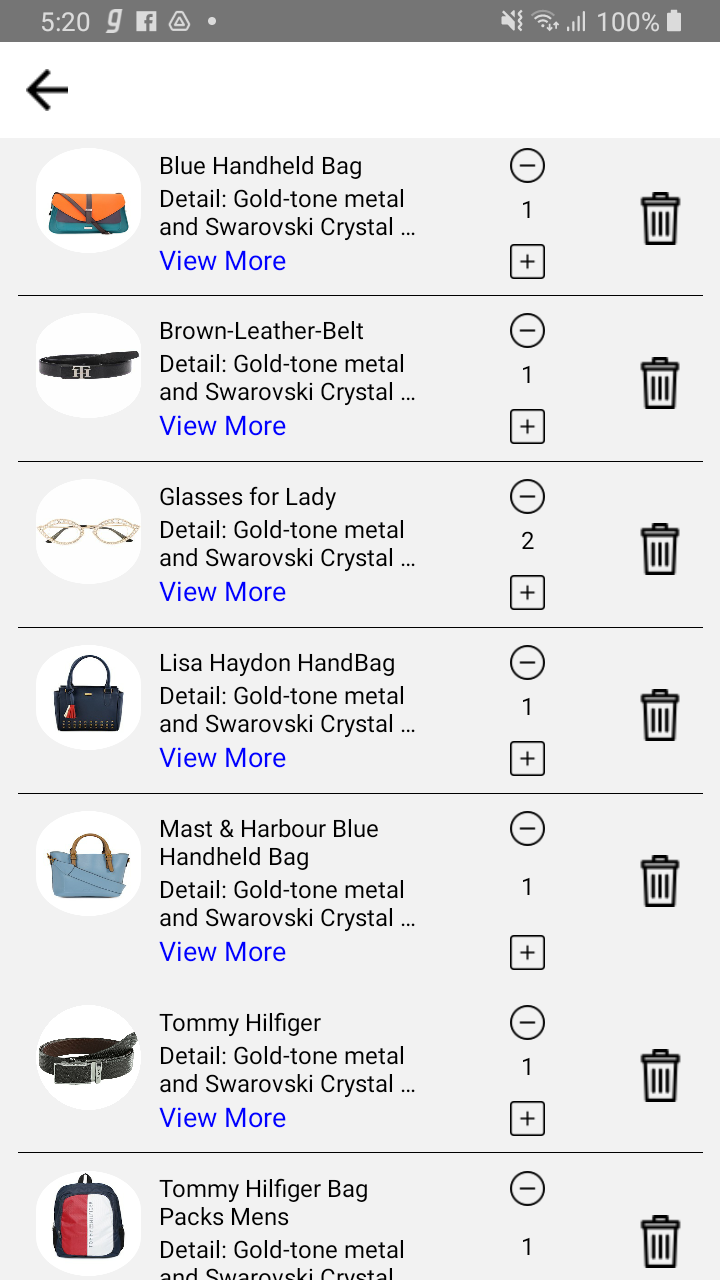 5:20
100%
Blue Handheld Bag
Detail: Gold-tone metal
and Swarovski Crystal ...
View More
1
Brown-Leather-Belt
Detail: Gold-tone metal
and Swarovski Crystal ...
View More
1
Glasses for Lady
Detail: Gold-tone metal
and Swarovski Crystal ...
View More
2
Lisa Haydon HandBag
Detail: Gold-tone metal
and Swarovski Crystal ...
View More
1
Mast & Harbour Blue
Handheld Bag
Detail: Gold-tone metal
and Swarovski Crystal ...
View More
1
Tommy Hilfiger
Detail: Gold-tone metal
and Swarovski Crystal ...
View More
1
Tommy Hilfiger Bag
Packs Mens
Detail: Gold-tone metal
and Swarovski Crystal
1